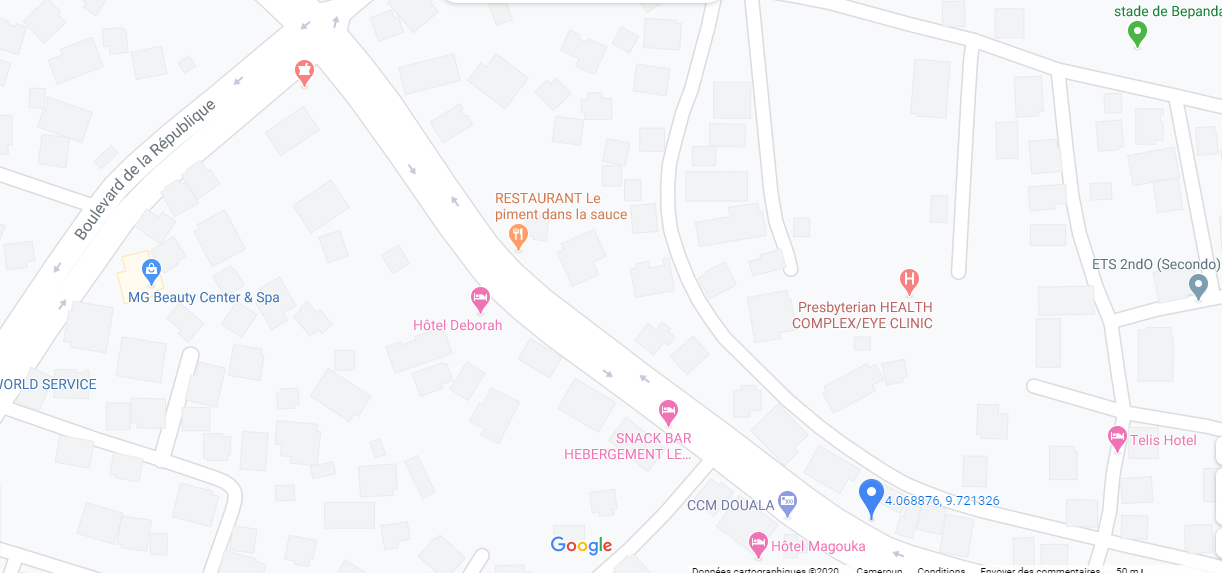 stade de Bepanda
Boulevard de la République
RESTAURANT Le
piment dans la sauce
ETS 2ndO (Secondo)
MG Beauty Center & Spa
Presbyterian HEALTH
COMPLEX/EYE CLINIC
Hôtel Deborah
WORLD SERVICE
SNACK BAR
HEBERGEMENT LE...
Telis Hotel
CCM DOUALA
4.068876, 9.721326
Google
Hôtel Magouka
Données cartographiques ©2020 Cameroun Conditions Envoyer des commentaires 50 m